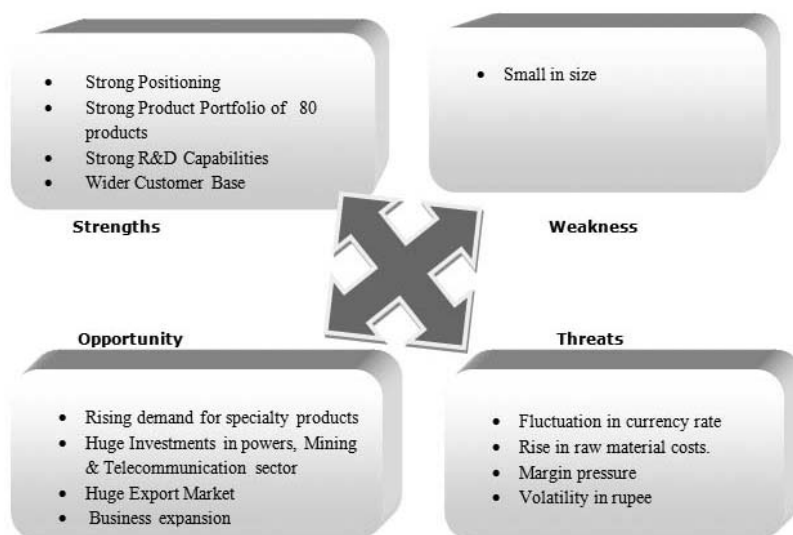 • Strong Positioning
• Strong Product Portfolio of 80
products
• Strong R&D Capabilities
• Wider Customer Base
Strengths
• Small in size
Weakness
Opportunity
• Rising demand for specialty products
• Huge Investments in powers, Mining
& Telecommunication sector
• Huge Export Market
• Business expansion
Threats
• Fluctuation in currency rate
• Rise in raw material costs.
• Margin pressure
• Volatility in rupee